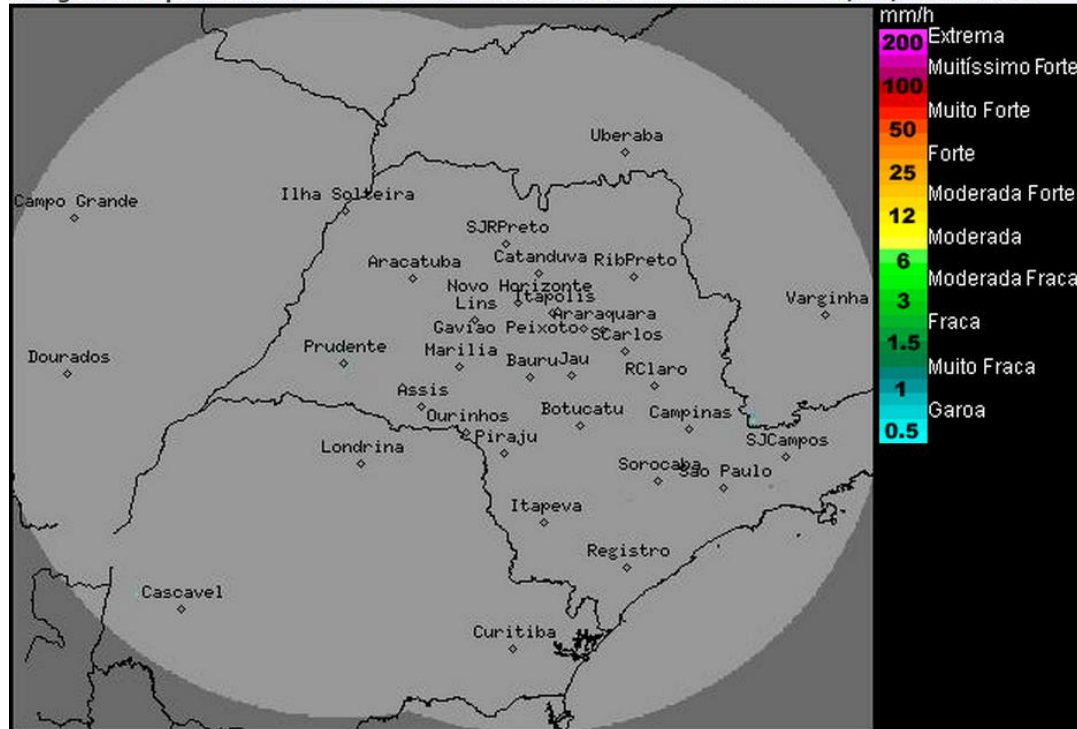 mm/h
200 Extrema
Muitíssimo Forte
100
Muito Forte
50
Forte
25
Moderada Forte
12
Moderada
6
Moderada Fraca
3
Fraca
1.5
Muito Fraca
1
Garoa
0.5
Uberaba
Campo Grande
Ilha Solteira
SJRPreto
Aracatuba
Catanduva
RibPreto
Novo Horizonte
Lins
Itapolis
Varginha
Araraquara
Gaviao Peixoto
SCarlos
Dourados
Prudente
Marilia
Bauru
Jau
RClaro
Assis
Ourinhos
Botucatu
Campinas
Londrina
Piraju
SJCampos
Sorocaba
Sao Paulo
Itapeva
Registro
Cascavel
Curitiba